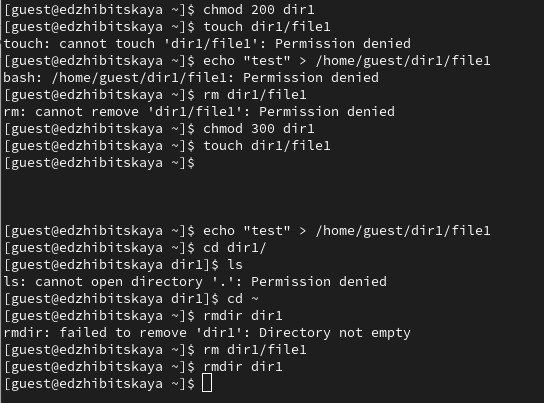 [guest@edzhibitskaya ~]$ chmod 200 dir1
[guest@edzhibitskaya ~]$ touch dir1/file1
touch: cannot touch 'dir1/file1': Permission denied
[guest@edzhibitskaya ~]$ echo "test" > /home/guest/dir1/file1
bash: /home/guest/dir1/file1: Permission denied
[guest@edzhibitskaya ~]$ rm dir1/file1
rm: cannot remove 'dir1/file1': Permission denied
[guest@edzhibitskaya ~]$ chmod 300 dir1
[guest@edzhibitskaya ~]$ touch dir1/file1
[guest@edzhibitskaya ~]$
[guest@edzhibitskaya ~]$ echo "test" > /home/guest/dir1/file1
[guest@edzhibitskaya ~]$ cd dir1/
[guest@edzhibitskaya dir1]$ ls
ls: cannot open directory '.': Permission denied
[guest@edzhibitskaya dir1]$ cd ~
[guest@edzhibitskaya ~]$ rmdir dir1
rmdir: failed to remove 'dir1': Directory not empty
[guest@edzhibitskaya ~]$ rm dir1/file1
[guest@edzhibitskaya ~]$ rmdir dir1
[guest@edzhibitskaya ~]$